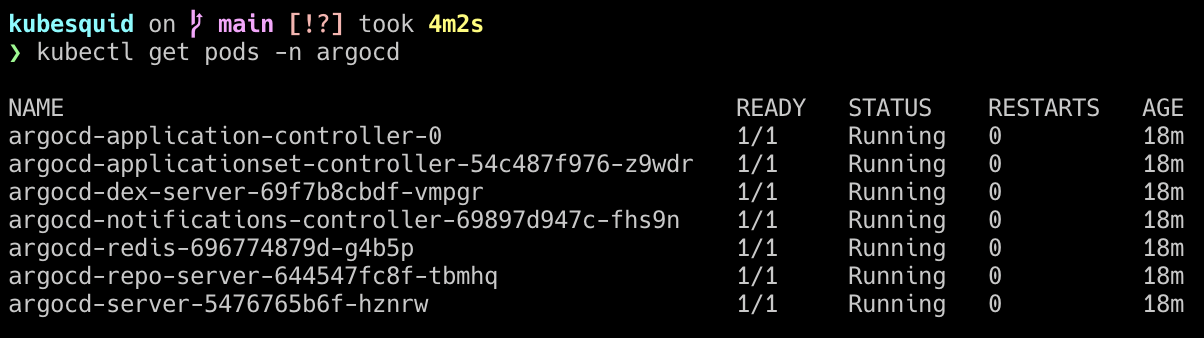 kubesquid on main [!?] took 4m2s
❯ kubectl get pods -n argocd
NAME READY STATUS RESTARTS AGE
argocd-application-controller-0 1/1 Running 0 18m
argocd-applicationset-controller-54c487f976-z9wdr 1/1 Running 0 18m
argocd-dex-server-69f7b8cbdf-vmpgr 1/1 Running 0 18m
argocd-notifications-controller-69897d947c-fhs9n 1/1 Running 0 18m
argocd-redis-696774879d-g4b5p 1/1 Running 0 18m
argocd-repo-server-644547fc8f-tbmhq 1/1 Running 0 18m
argocd-server-5476765b6f-hznrw 1/1 Running 0 18m